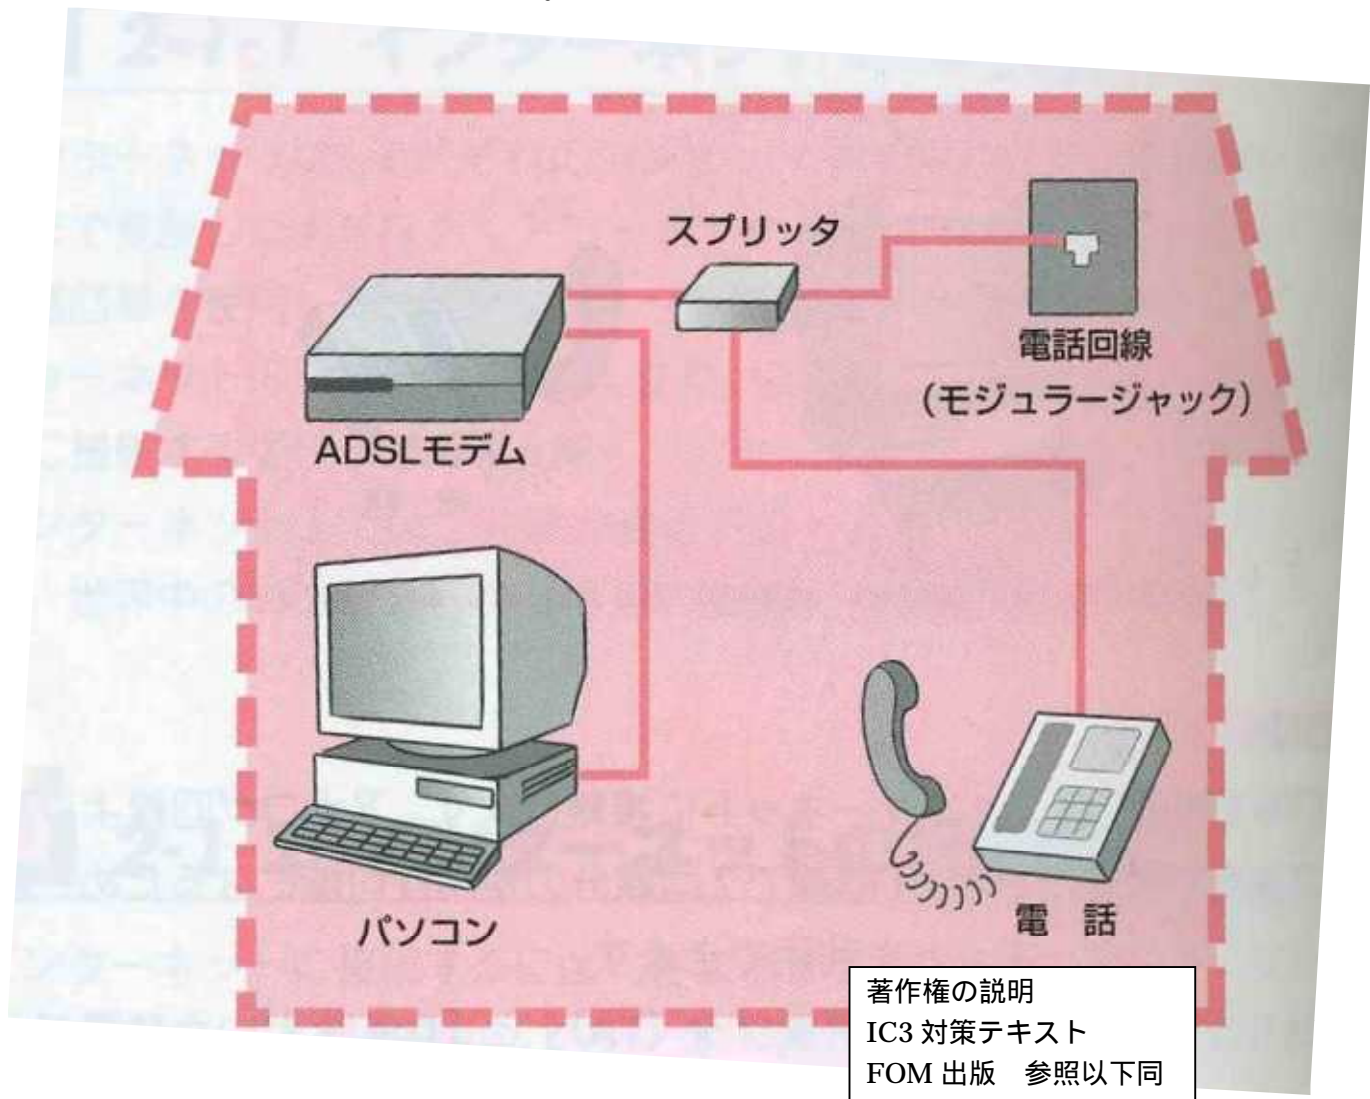 スプリッタ
電話回線
(モジュラージャック)
ADSLモデム
パソコン
電 話
著作権の説明
IC3 対策テキスト
FOM 出版 参照以下同